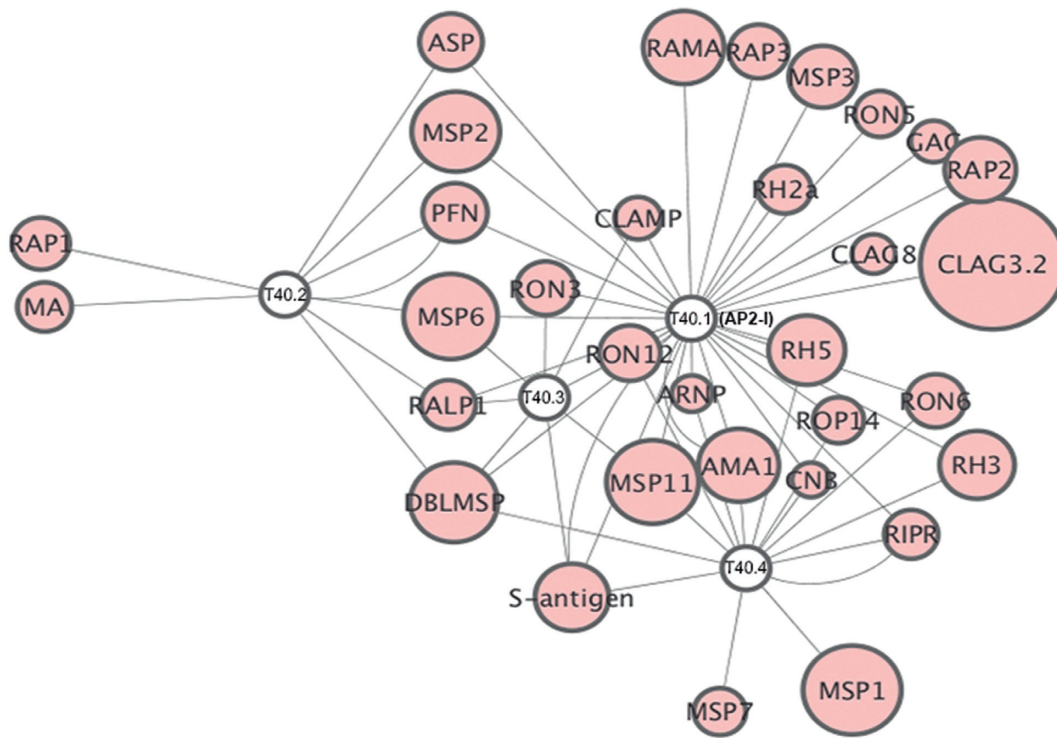 ASP
RAMA
RAP3
MSP3
RON5
GAC
RAP2
MSP2
RH2a
PFN
CLAMP
RAP1
CLAG8
CLAG3.2
MA
T40.2
RON3
MSP6
T40.1 (AP2-I)
RON12
RH5
T40.3
ARNP
RALP1
ROP14
RON6
MSP11
AMA1
CNB
RH3
DBLMSP
RIPR
T40.4
S-antigen
MSP1
MSP7